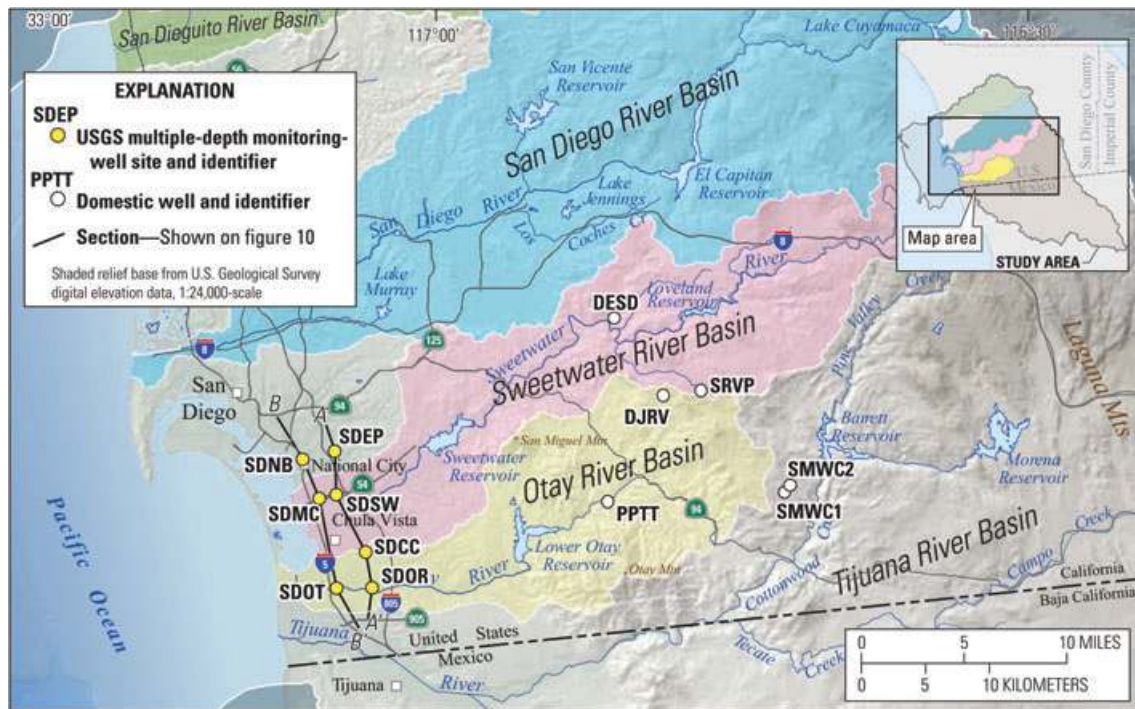 33°00'
San Dieguito River Basin
56
117°00'
Lake Cuyamaca
116°30'
EXPLANATION
SDEP
USGS multiple-depth monitoring-
well site and identifier
PPTT
Domestic well and identifier
Section—Shown on figure 10
Shaded relief base from U.S. Geological Survey
digital elevation data, 1:24,000-scale
San Vicente
Reservoir
San Diego River Basin
El Capitan
Reservoir
Lake
Jennings
San Diego River
Los Coches Cr
Lake
Murray
San Diego County
Imperial County
U.S.
Mexico
Map area
STUDY AREA
8
River
Loveland
Reservoir
DESD
Sweetwater
Sweetwater River Basin
125
8
San
Diego
B
A
94
SDEP
SDNB
National City
54
SDMC
SDSW
Chula Vista
Sweetwater
Reservoir
San Miguel Mtn
DJRV
SRVP
Pine Valley
Creek
Laguna Mts
Barrett
Reservoir
Morena
Reservoir
SMWC2
SMWC1
Otay River Basin
PPTT
94
SDCC
Lower Otay
Reservoir
Otay Mtn
SDOT
5
SDOR
y
River
805
905
A'
B'
Tijuana River Basin
Cottonwood
Campo
Creek
California
Baja California
Tecate
Creek
Tijuana
United States
Mexico
River
Tijuana
Pacific Ocean
0 5 10 MILES
0 5 10 KILOMETERS